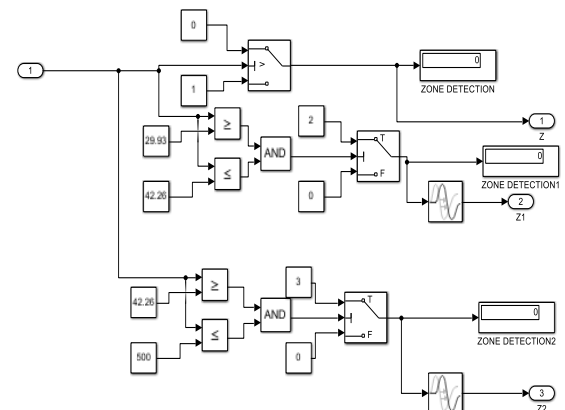 0
0
1
>
ZONE DETECTION
1
1
Z
≥
2
T
29.93
AND
0
ZONE DETECTION1
≤
42.26
0
F
2
Z1
≥
3
T
42.26
AND
0
≤
F
ZONE DETECTION2
500
0
3
Z2